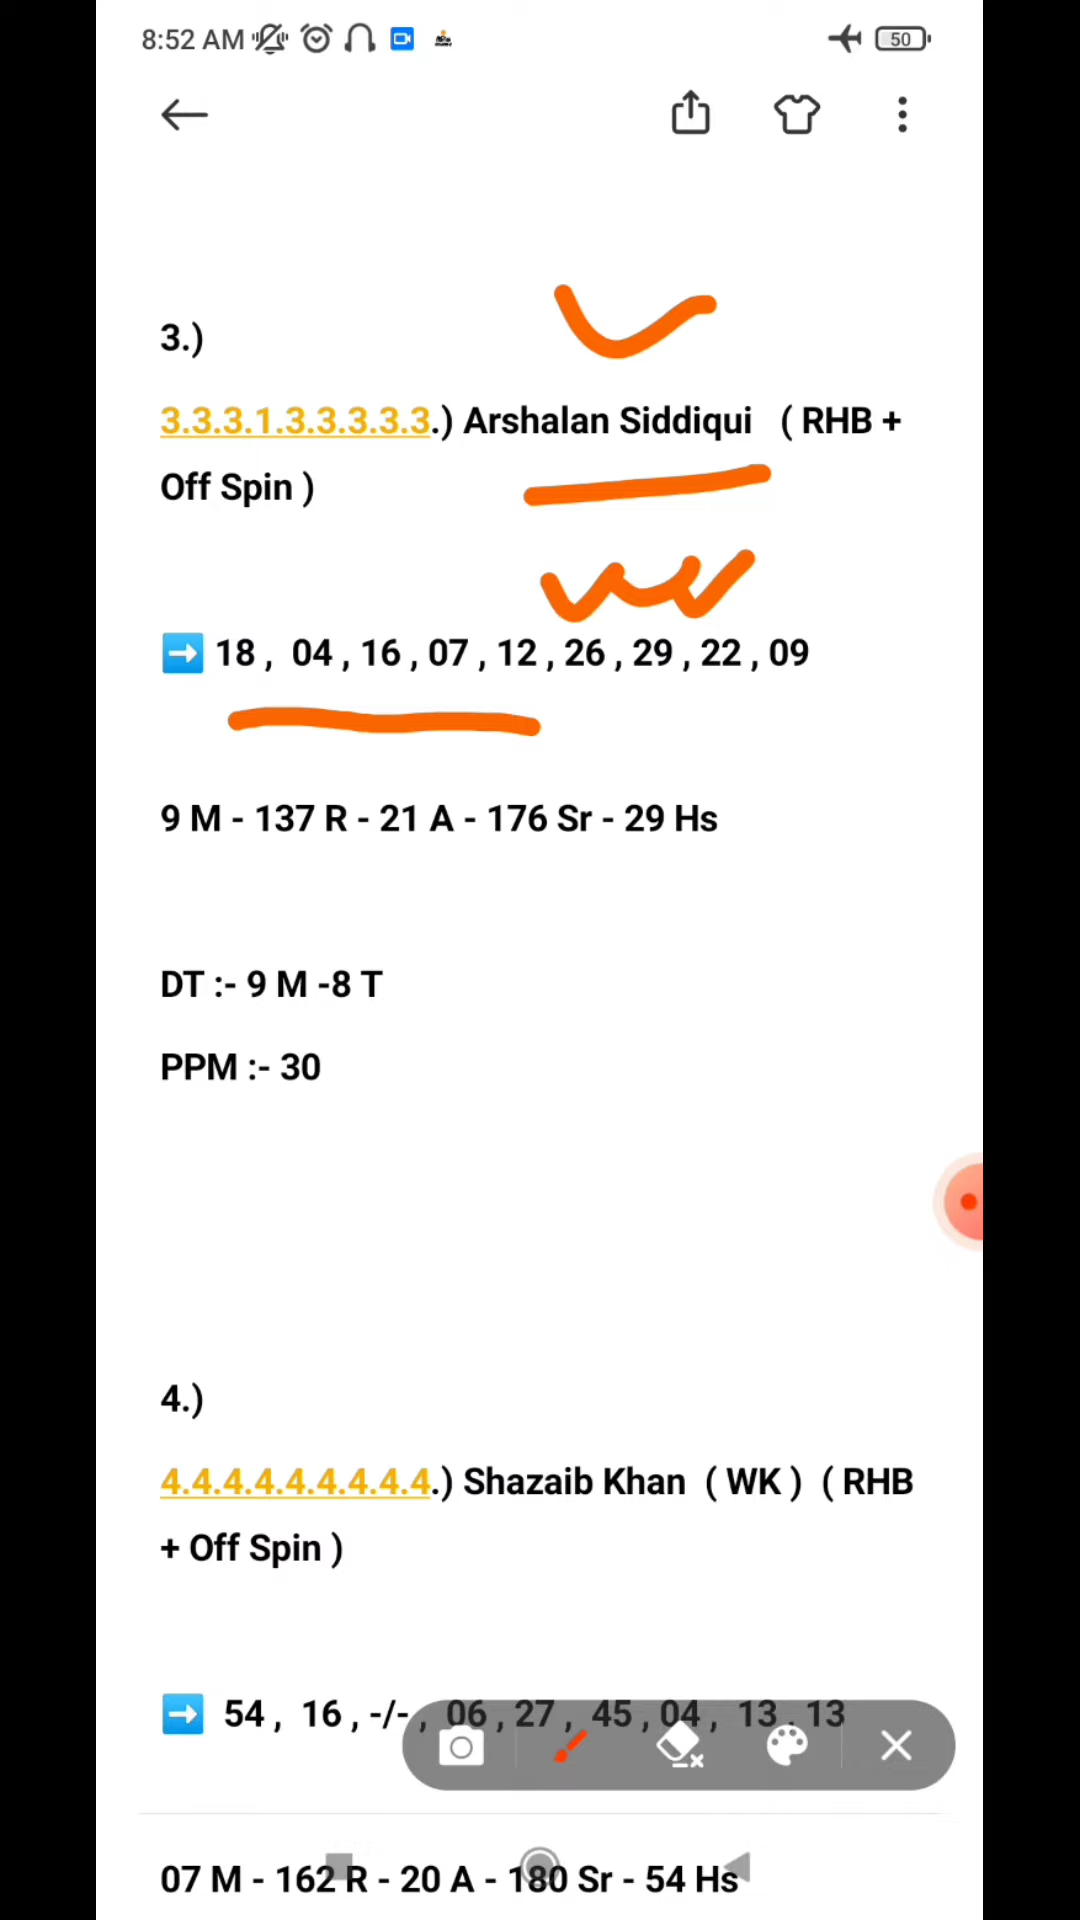 8:52 AM
50
3.)
3.3.3.1.3.3.3.3.3.) Arshalan Siddiqui ( RHB +
Off Spin )
➡️ 18 , 04 , 16 , 07 , 12 , 26 , 29 , 22 , 09
9 M - 137 R - 21 A - 176 Sr - 29 Hs
DT :- 9 M -8 T
PPM :- 30
4.)
4.4.4.4.4.4.4.4.4.) Shazaib Khan ( WK ) ( RHB
+ Off Spin )
➡️ 54 , 16 , -/- , 06 , 27 , 45 , 04 , 13 , 13
07 M - 162 R - 20 A - 180 Sr - 54 Hs